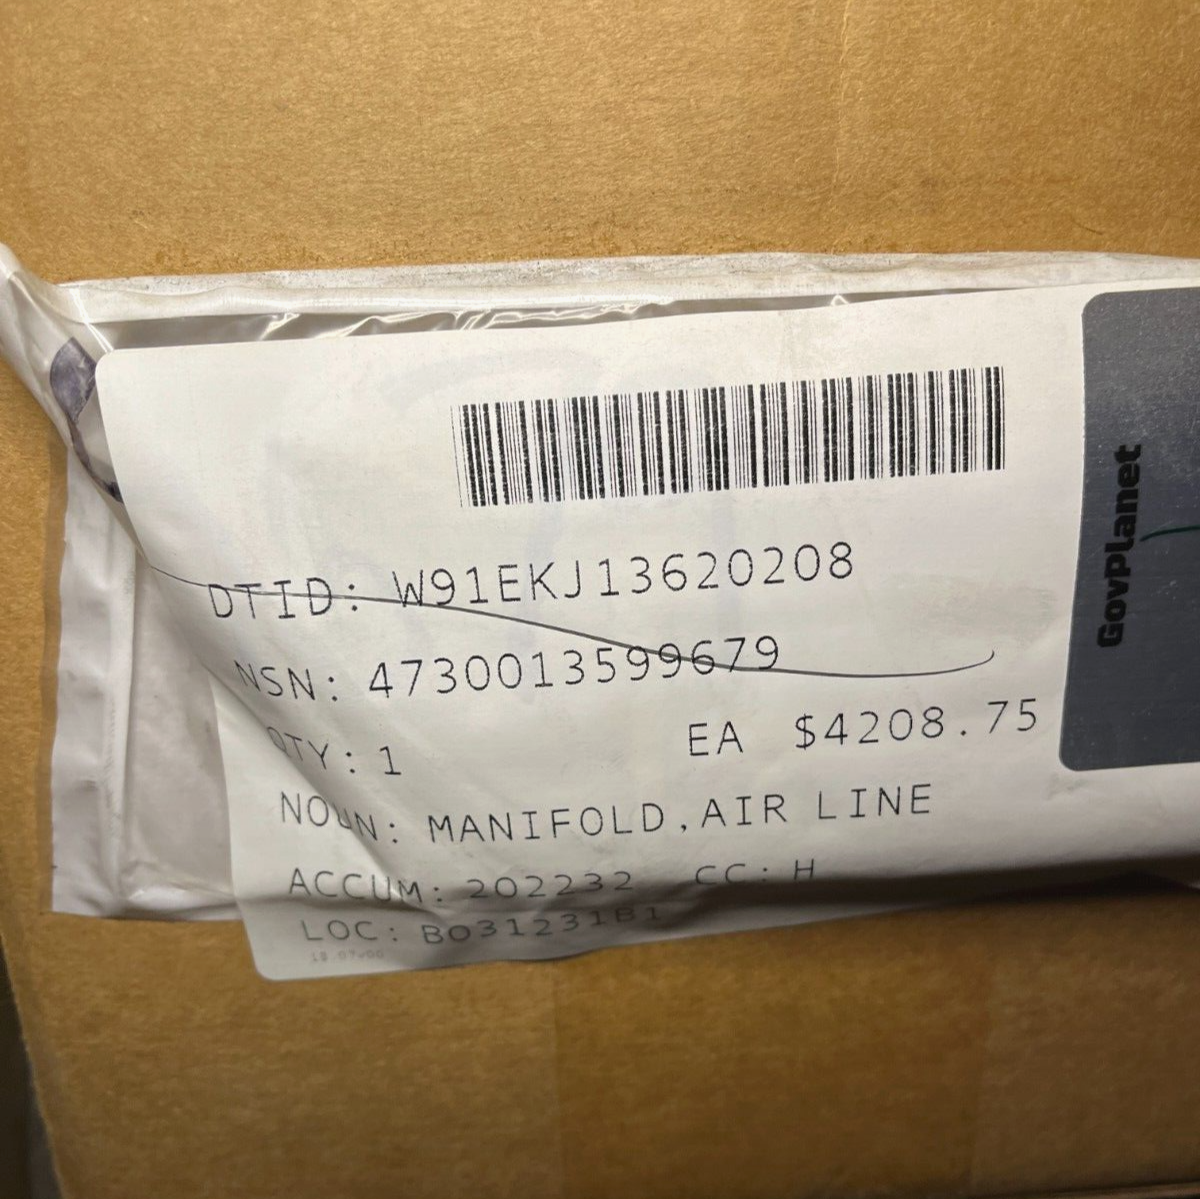 DTID: W91EKJ13620208
NSN: 4730013599679
QTY: 1 EA $4208.75
NOUN: MANIFOLD,AIR LINE
ACCUM: 202232 CC: H
LOC: B031231B1
GovPlanet